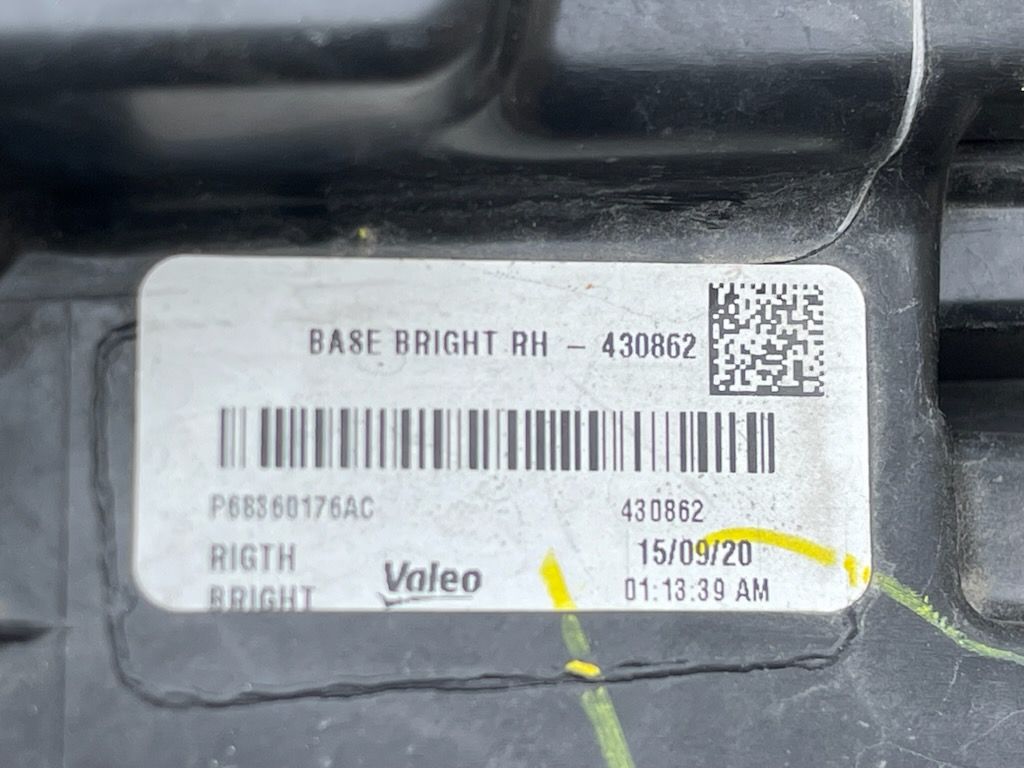 BASE BRIGHT RH - 430862
P68360176AC
430862
RIGTH
15/09/20
BRIGHT
Valeo
01:13:39 AM